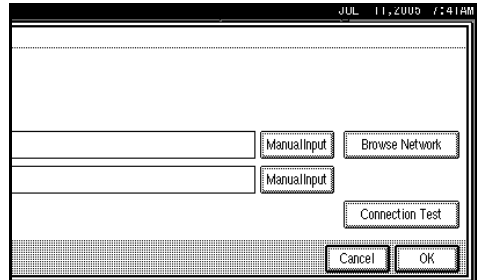 JUL 11,2005 7:41AM
ManualInput Browse Network
ManualInput
Connection Test
Cancel OK